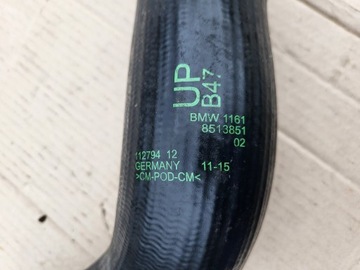 UP
B47
BMW 1161
8513851
02
112794 12
GERMANY 11-15
>CM-POD-CM<